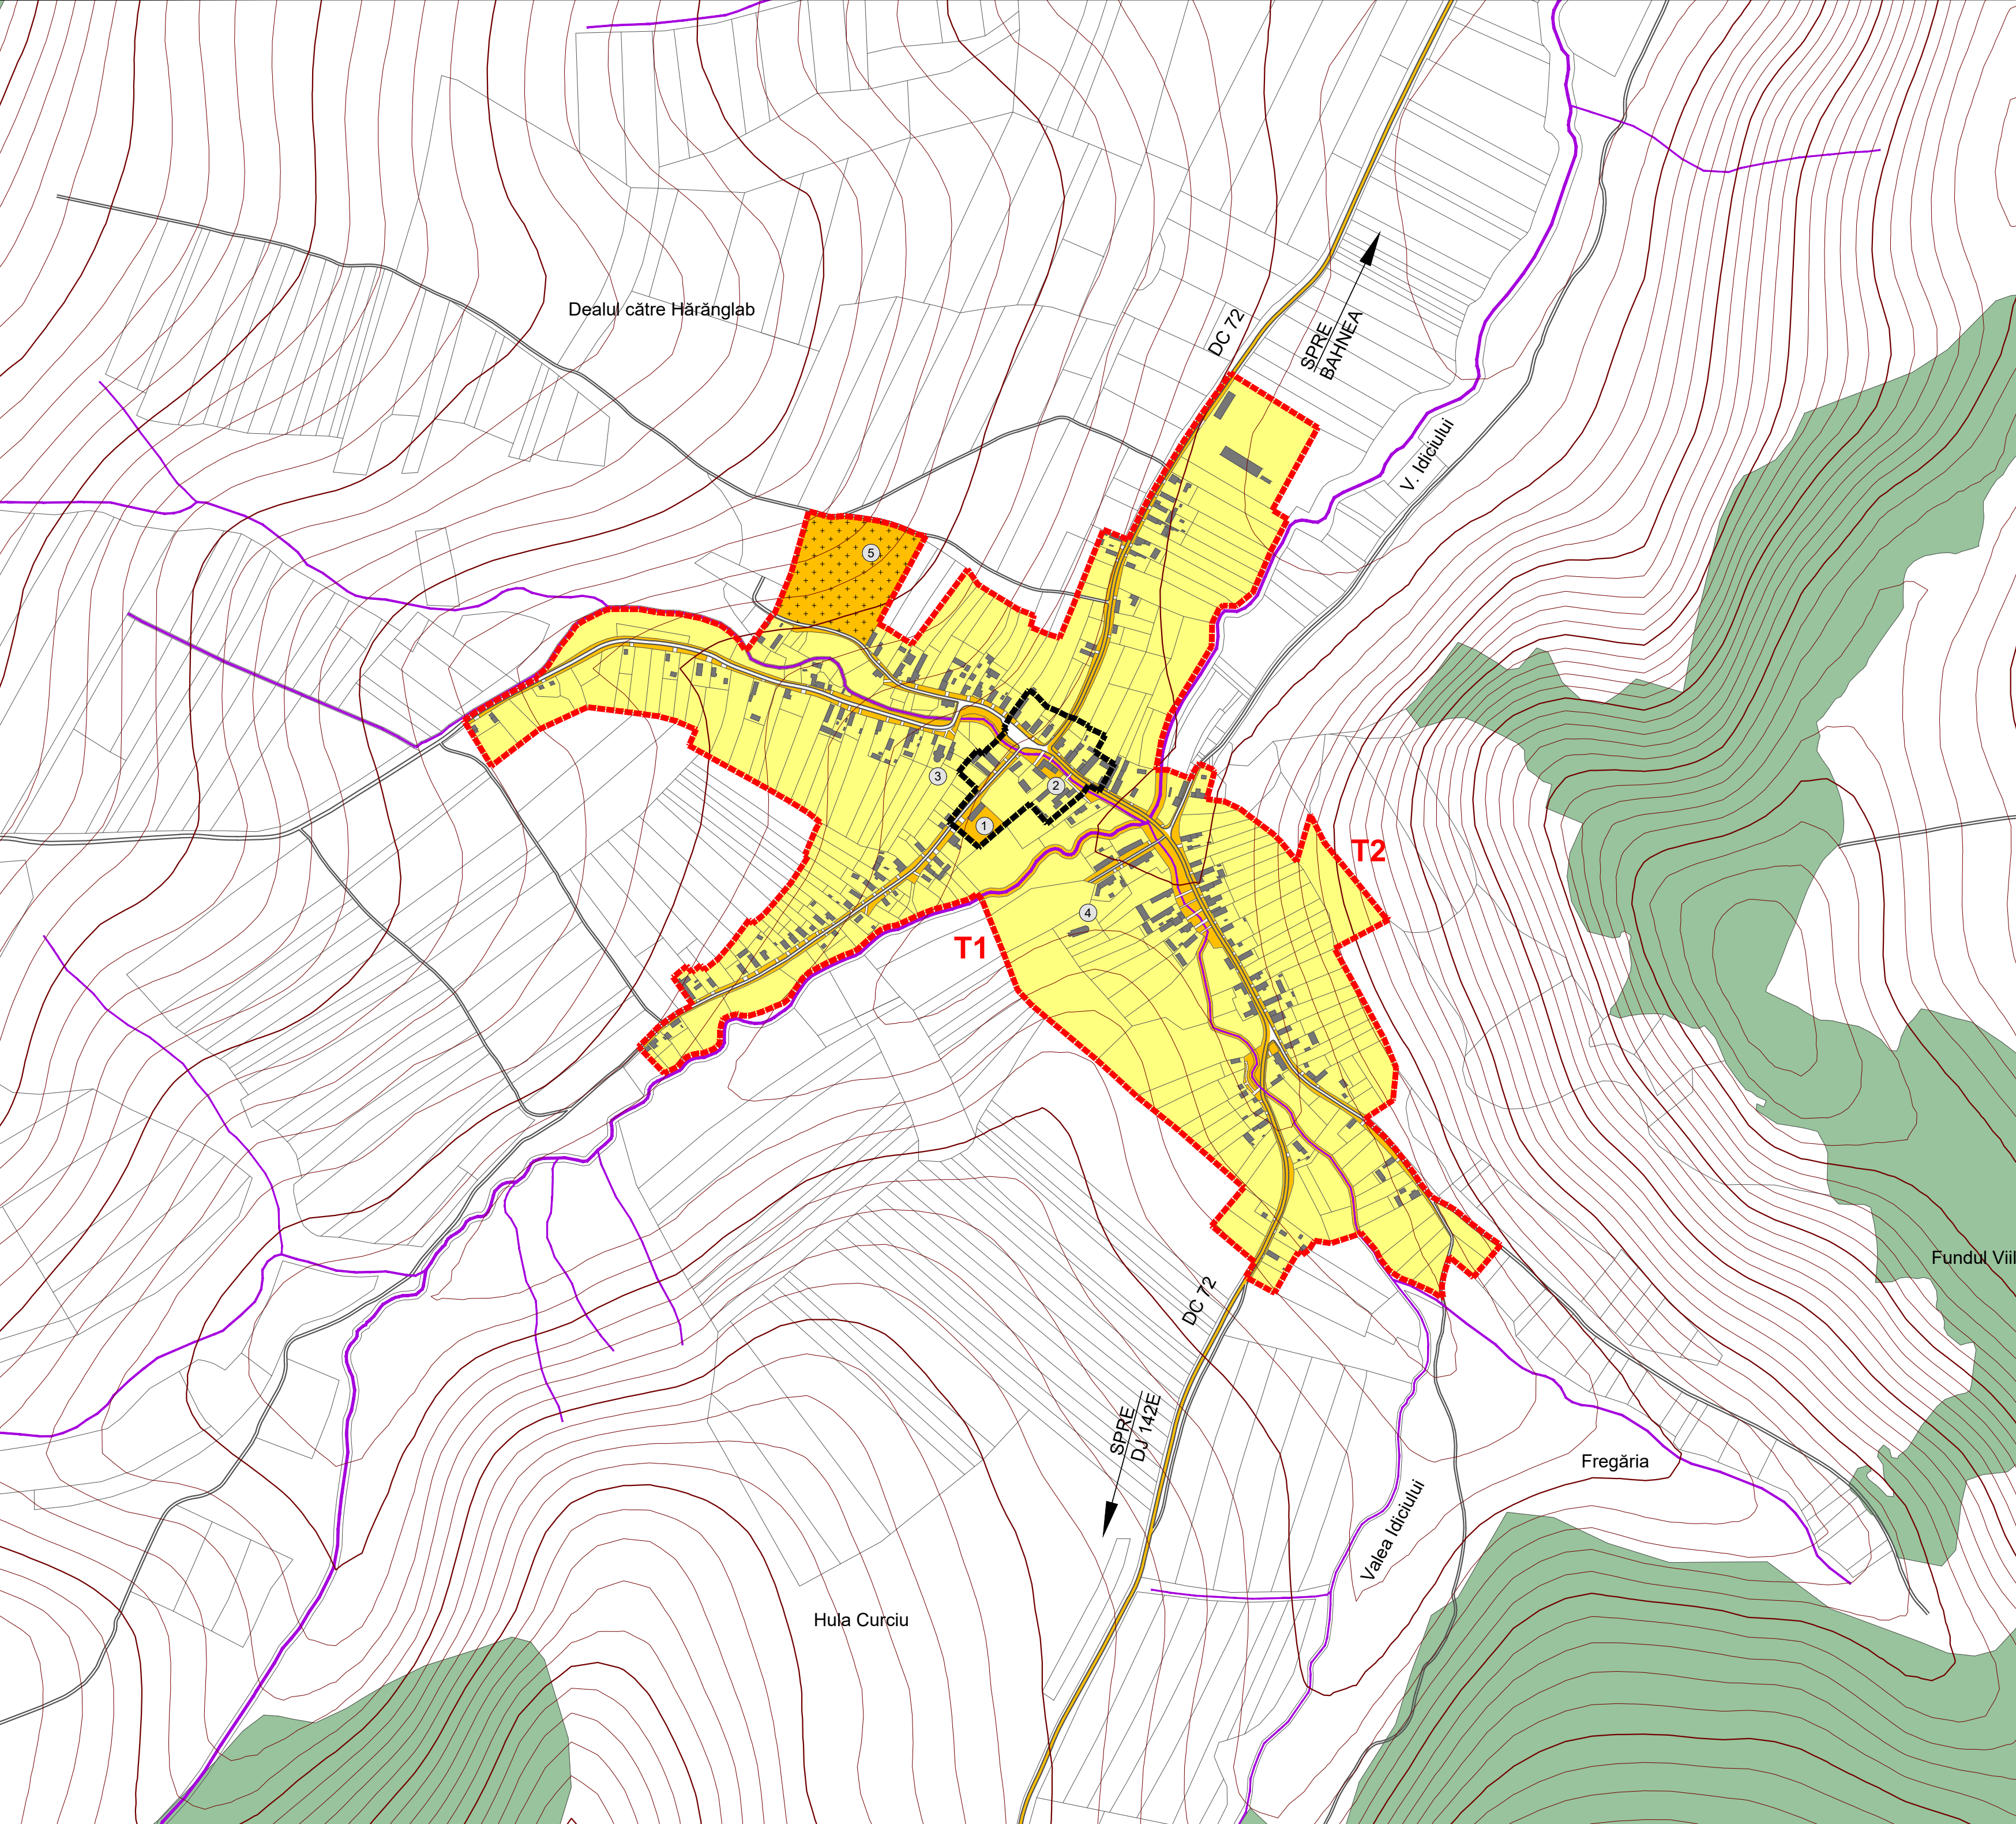 Dealul către Hărănglab
DC 72
SPRE
BAHNEA
V. Idiciului
5
3
2
1
T2
4
T1
Fundul Viil
DC 72
SPRE
DJ 142E
Fregăria
Valea Idiciului
Hula Curciu